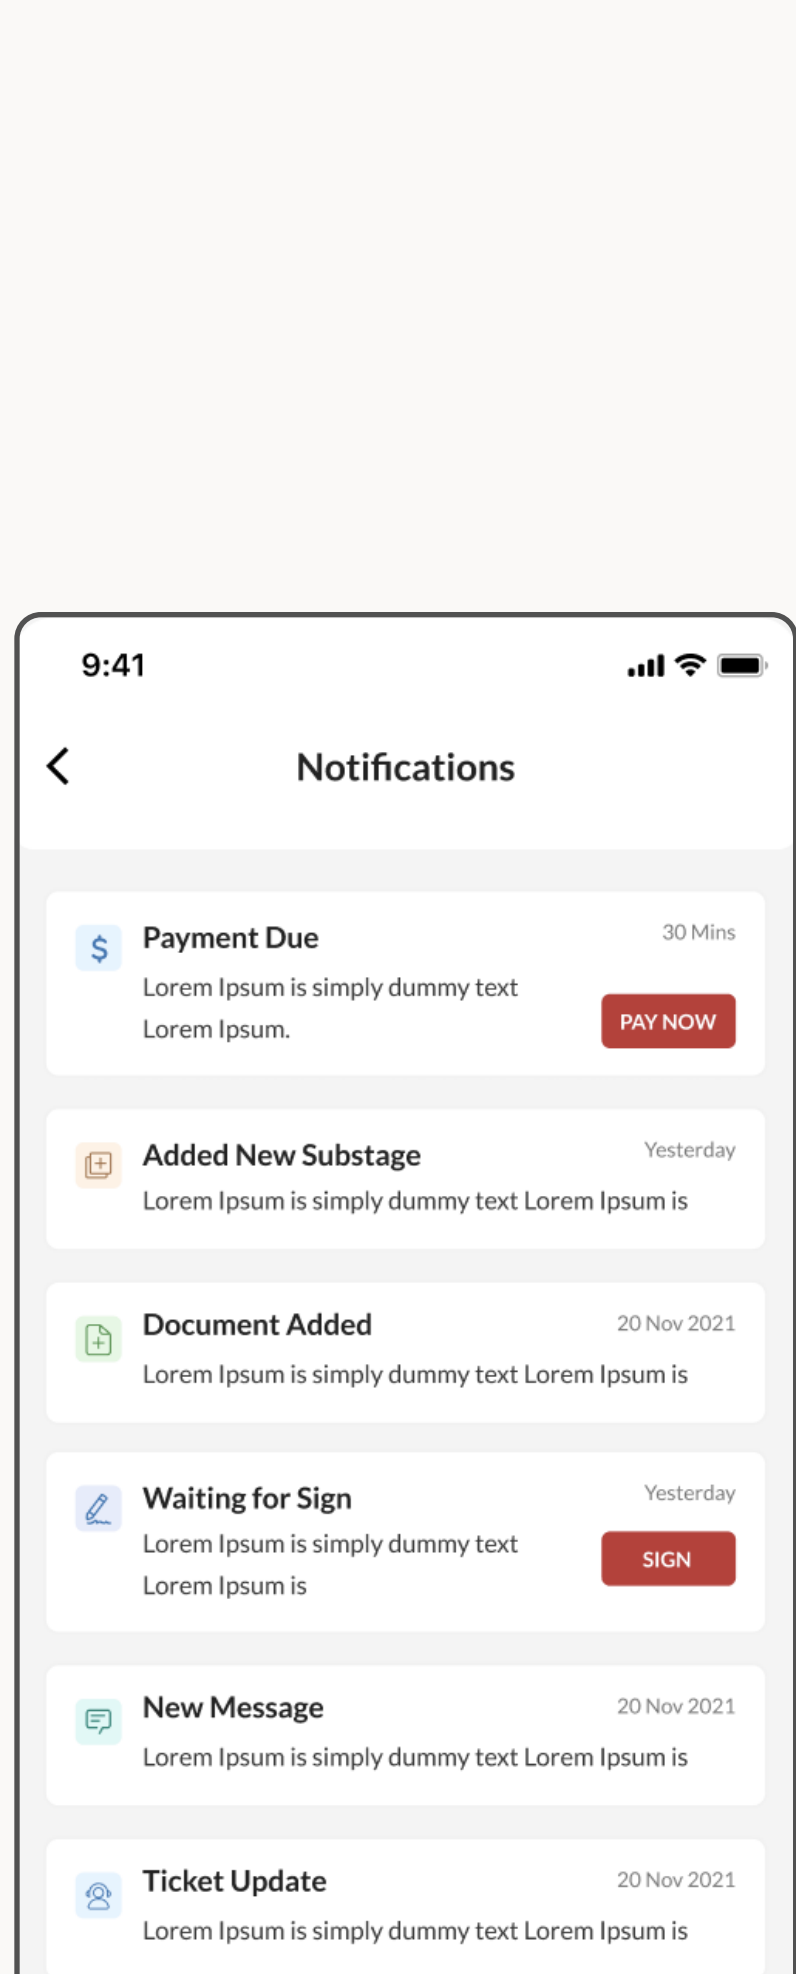 9:41
Notifications
$
Payment Due
30 Mins
Lorem Ipsum is simply dummy text
Lorem Ipsum.
PAY NOW
Added New Substage
Yesterday
Lorem Ipsum is simply dummy text Lorem Ipsum is
Document Added
20 Nov 2021
Lorem Ipsum is simply dummy text Lorem Ipsum is
Waiting for Sign
Yesterday
Lorem Ipsum is simply dummy text
Lorem Ipsum is
SIGN
New Message
20 Nov 2021
Lorem Ipsum is simply dummy text Lorem Ipsum is
Ticket Update
20 Nov 2021
Lorem Ipsum is simply dummy text Lorem Ipsum is